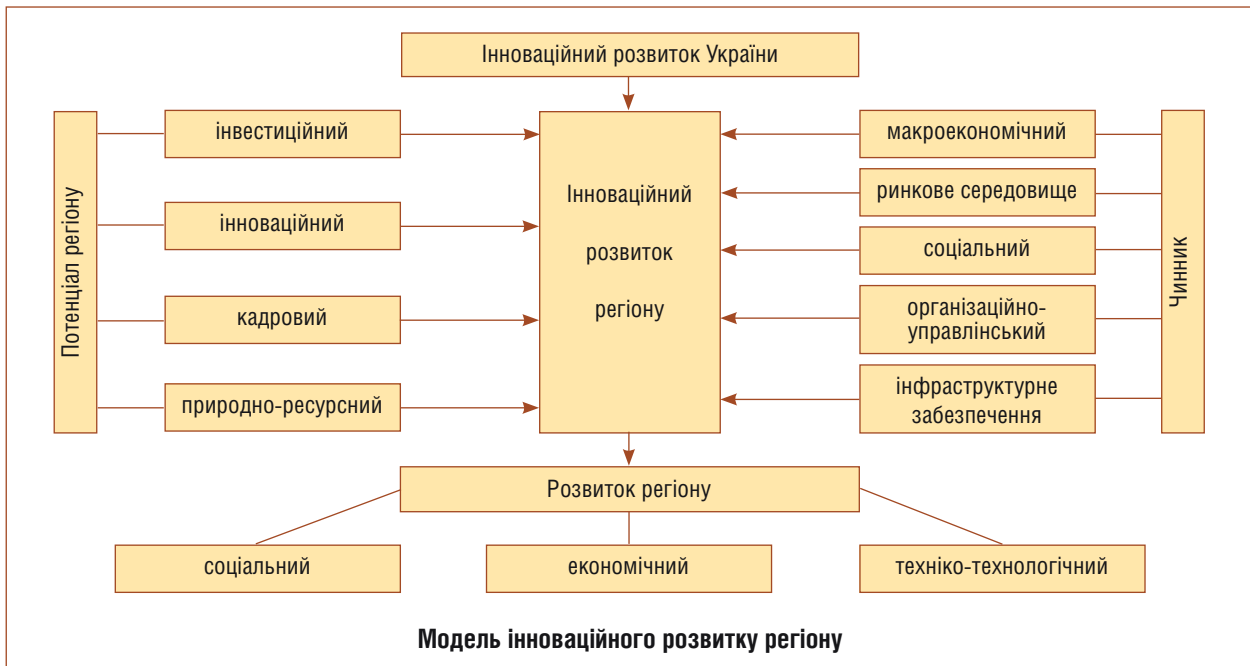 Інноваційний розвиток України
Потенціал регіону
інвестиційний
інноваційний
кадровий
природно-ресурсний
Інноваційний
розвиток
регіону
макроекономічний
ринкове середовище
соціальний
організаційно-
управлінський
інфраструктурне
забезпечення
Чинник
Розвиток регіону
соціальний
економічний
техніко-технологічний
Модель інноваційного розвитку регіону